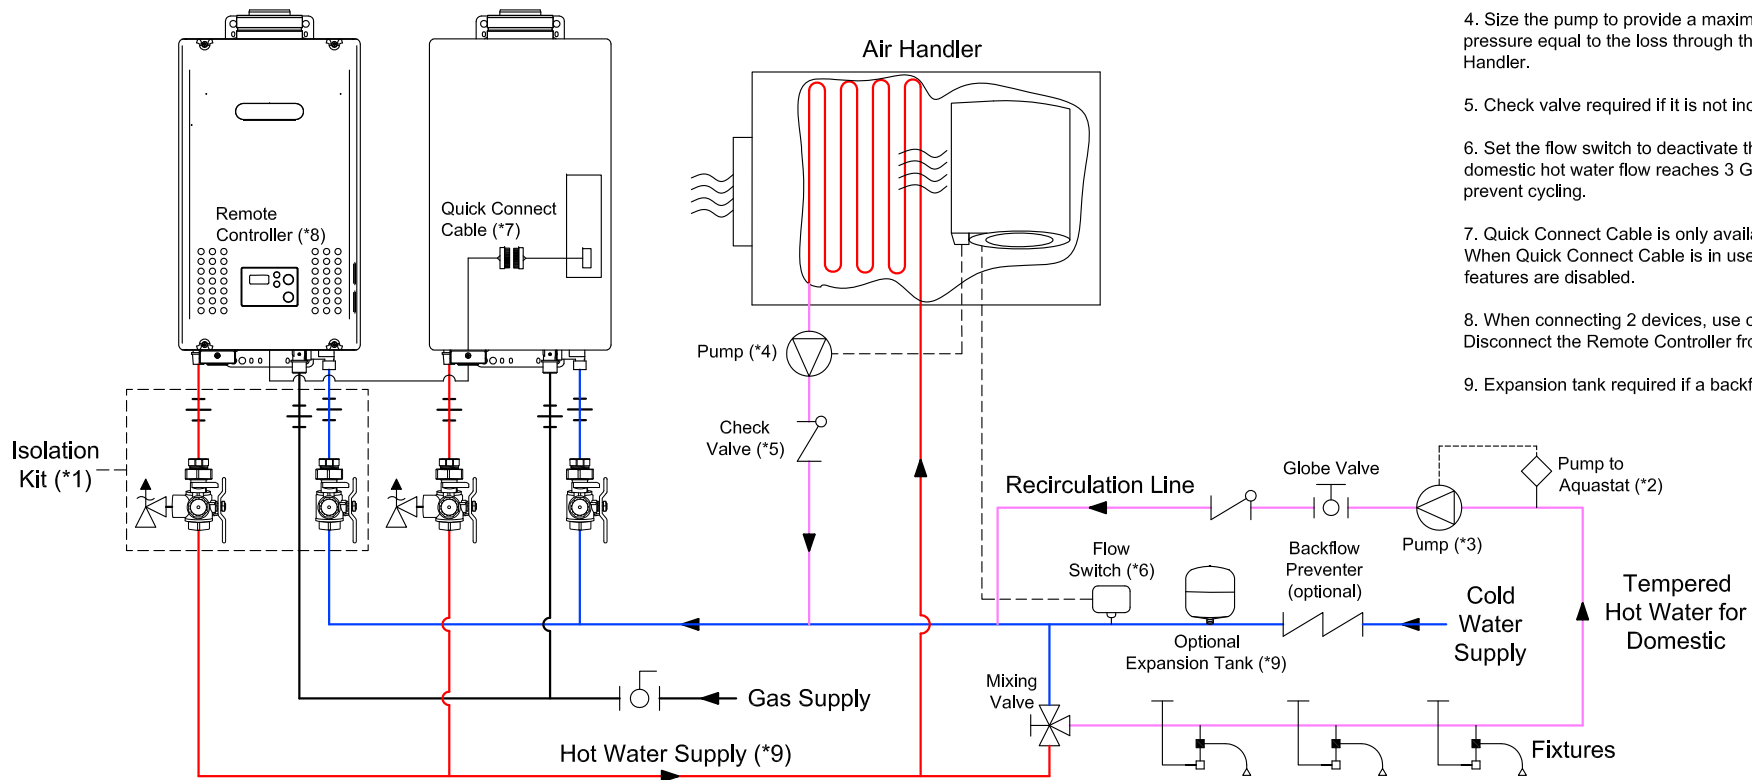 Air Handler
4. Size the pump to provide a maxim
pressure equal to the loss through th
Handler.
5. Check valve required if it is not inc
6. Set the flow switch to deactivate th
domestic hot water flow reaches 3 G
prevent cycling.
7. Quick Connect Cable is only availa
When Quick Connect Cable is in use
features are disabled.
8. When connecting 2 devices, use o
Disconnect the Remote Controller fro
9. Expansion tank required if a backf
Remote
Controller (*8)
Quick Connect
Cable (*7)
Pump (*4)
Check
Valve (*5)
Isolation
Kit (*1)
Recirculation Line
Globe Valve
Pump to
Aquastat (*2)
Pump (*3)
Flow
Switch (*6)
Backflow
Preventer
(optional)
Optional
Expansion Tank (*9)
Cold
Water
Supply
Tempered
Hot Water for
Domestic
Mixing
Valve
Gas Supply
Hot Water Supply (*9)
Fixtures